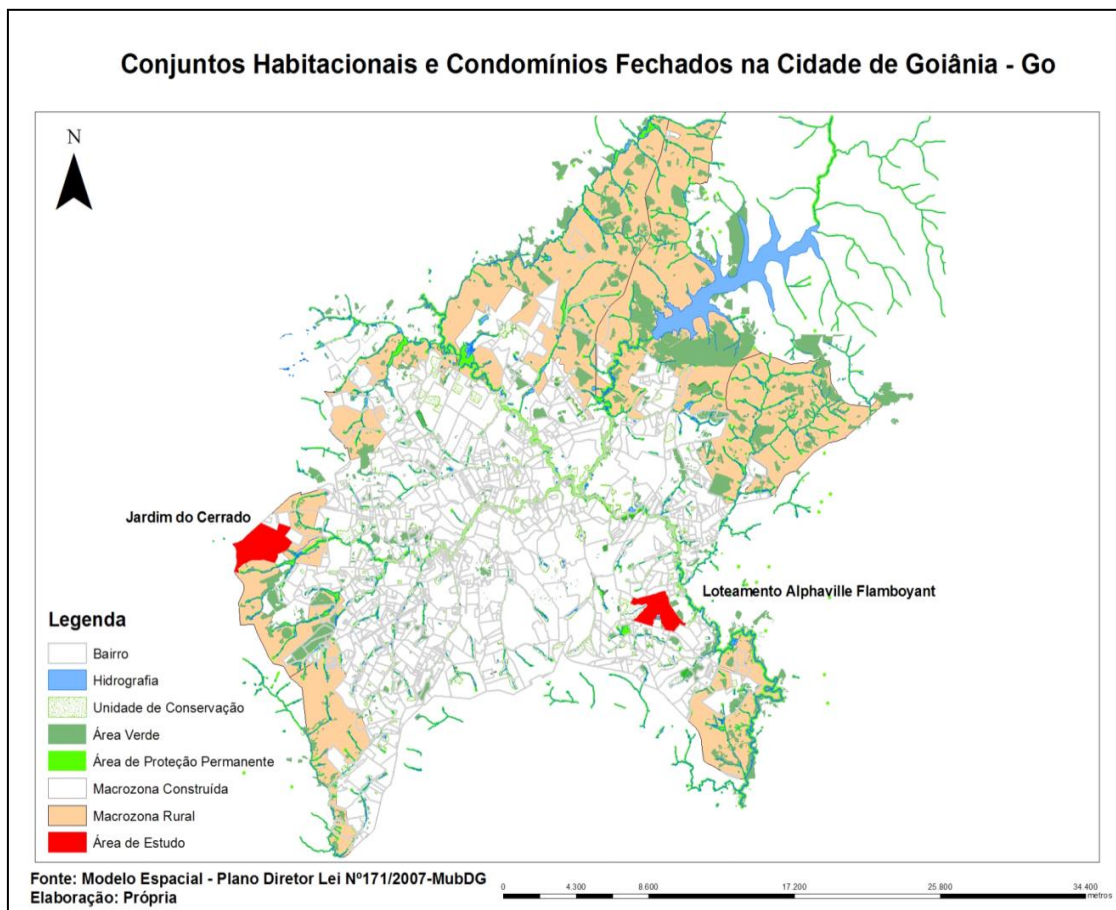 Conjuntos Habitacionais e Condomínios Fechados na Cidade de Goiânia - Go
N
Jardim do Cerrado
Loteamento Alphaville Flamboyant
Legenda
Bairro
Hidrografia
Unidade de Conservação
Área Verde
Área de Proteção Permanente
Macrozona Construída
Macrozona Rural
Área de Estudo
Fonte: Modelo Espacial - Plano Diretor Lei Nº171/2007-MubDG
Elaboração: Própria
0 4.300 8.600 17.200 25.800 34.400
metros